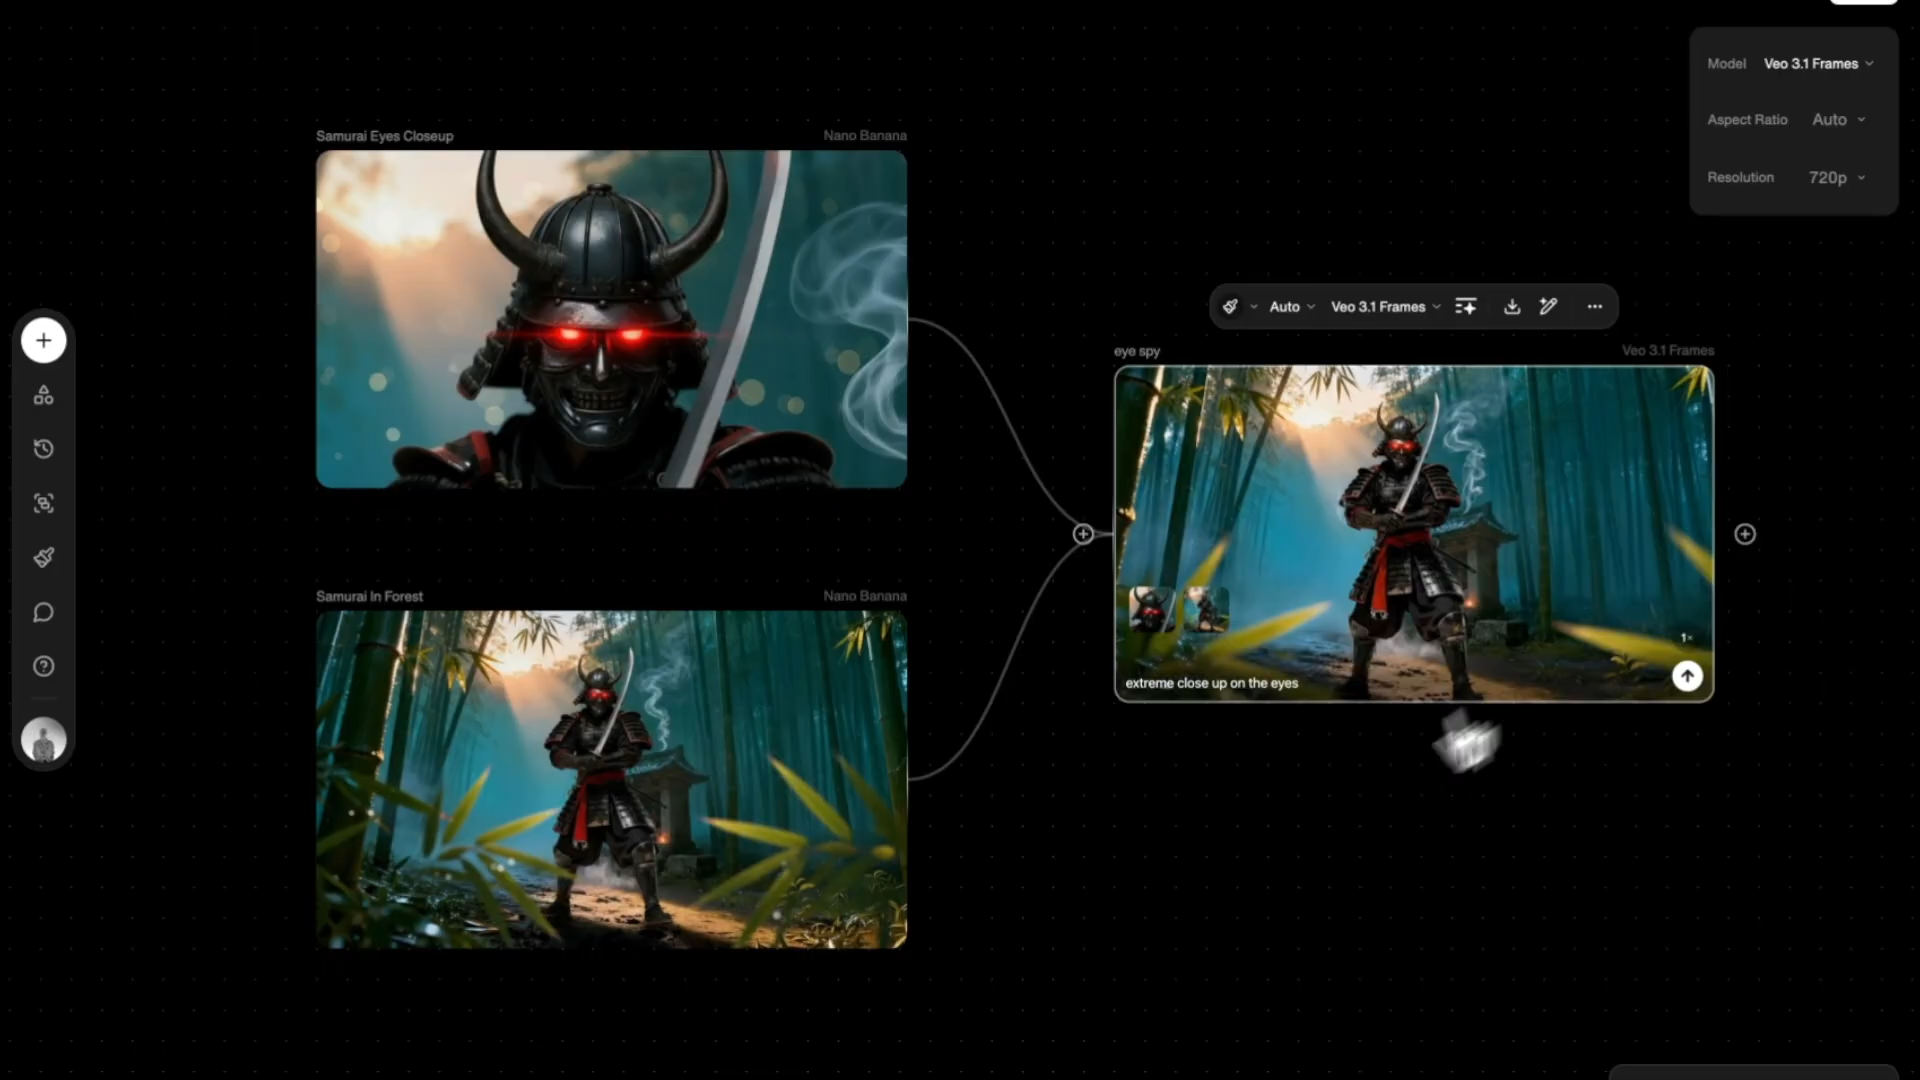 Model Veo 3.1 Frames
Aspect Ratio Auto
Resolution 720p
Samurai Eyes Closeup Nano Banana
Auto Veo 3.1 Frames
eye spy Veo 3.1 Frames
1×
extreme close up on the eyes
Samurai In Forest Nano Banana